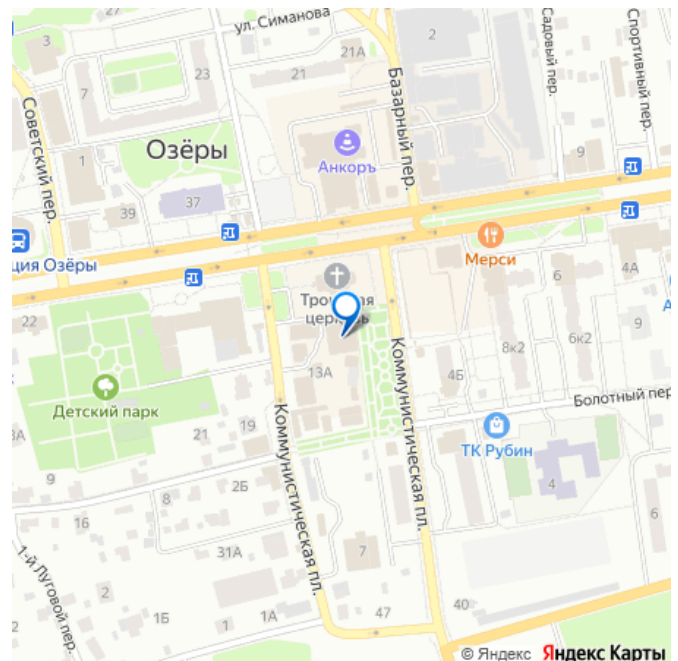 ул. Симанова
3
7
23
21
21А
2
Садовый пер.
Спортивный пер.
Базарный пер.
Советский пер.
1
Озёры
Анкоръ
9
39
37
ция Озёры
Мерси
6
4А
Троицкая
церковь
22
8к2
6к2
9
13А
4Б
Детский парк
Коммунистическая пл.
Коммунистическая пл.
Болотный пер
21
19
ТК Рубин
9
8
2Б
4
16
31А
7
6
1-й Луговой пер.
2
1Б
1
1А
47
40
© Яндекс Яндекс Карты